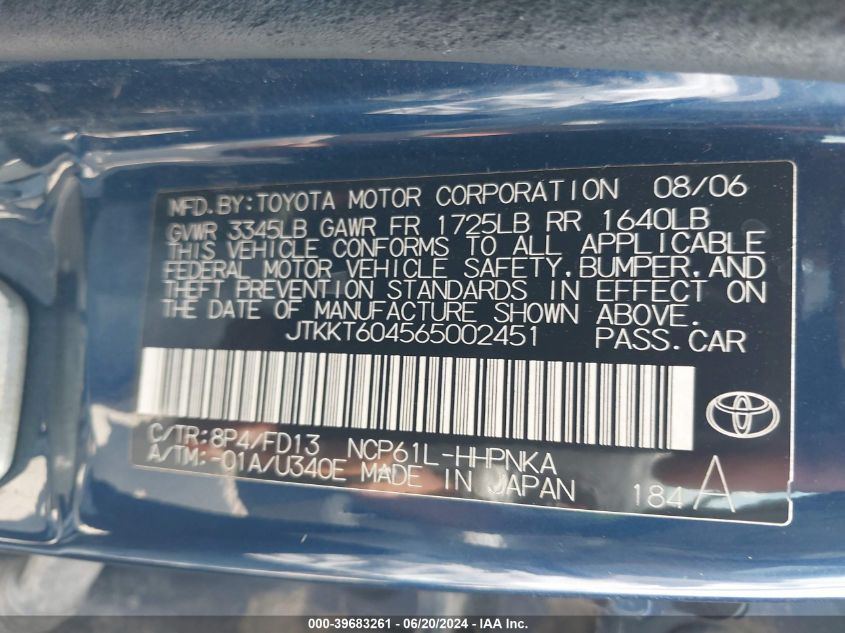 MFD.BY:TOYOTA MOTOR CORPORATION 08/06
GVWR 3345LB GAWR FR 1725LB RR 1640LB
THIS VEHICLE CONFORMS TO ALL APPLICABLE
FEDERAL MOTOR VEHICLE SAFETY,BUMPER,AND
THEFT PREVENTION STANDARDS IN EFFECT ON
THE DATE OF MANUFACTURE SHOWN ABOVE.
JTKKT604565002451 PASS.CAR
C/TR:8P4/FD13 NCP61L-HHPNKA
A/TM:-01A/U340E MADE IN JAPAN 184 A
000-39683261 - 06/20/2024 - IAAI.com.